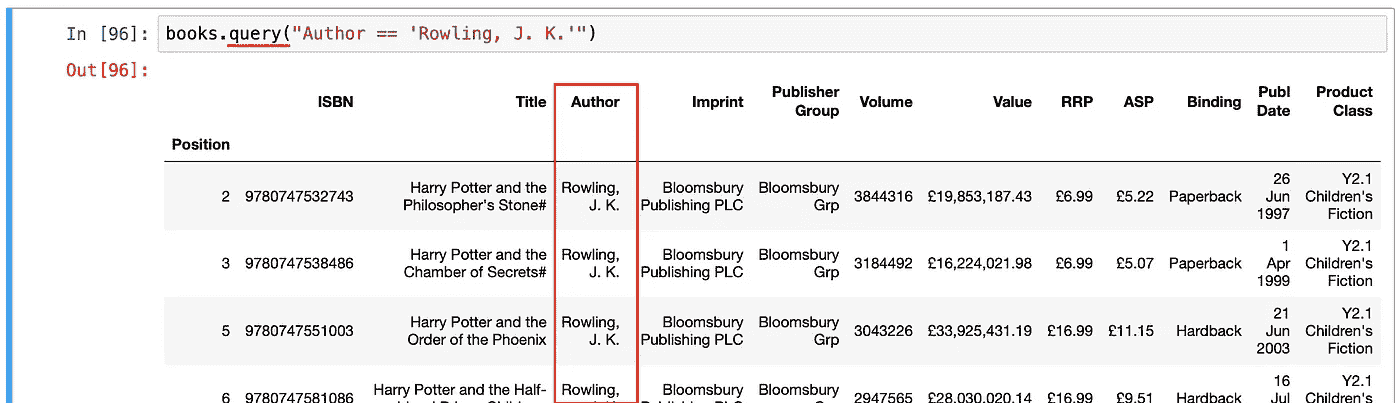 In [96]: books.query("Author == 'Rowling, J. K.'")
Out[96]:
ISBN Title Author Imprint Publisher Group Volume Value RRP ASP Binding Publ Date Product Class
Position
2 9780747532743 Harry Potter and the Philosopher's Stone# Rowling, J. K. Bloomsbury Publishing PLC Bloomsbury Grp 3844316 £19,853,187.43 £6.99 £5.22 Paperback 26 Jun 1997 Y2.1 Children's Fiction
3 9780747538486 Harry Potter and the Chamber of Secrets# Rowling, J. K. Bloomsbury Publishing PLC Bloomsbury Grp 3184492 £16,224,021.98 £6.99 £5.07 Paperback 1 Apr 1999 Y2.1 Children's Fiction
5 9780747551003 Harry Potter and the Order of the Phoenix Rowling, J. K. Bloomsbury Publishing PLC Bloomsbury Grp 3043226 £33,925,431.19 £16.99 £11.15 Hardback 21 Jun 2003 Y2.1 Children's Fiction
6 9780747581086 Harry Potter and the Half- Rowling, Bloomsbury Bloomsbury 2947565 £28,030,020.14 £16.99 £9.51 Hardback 16 Jul Y2.1 Children's